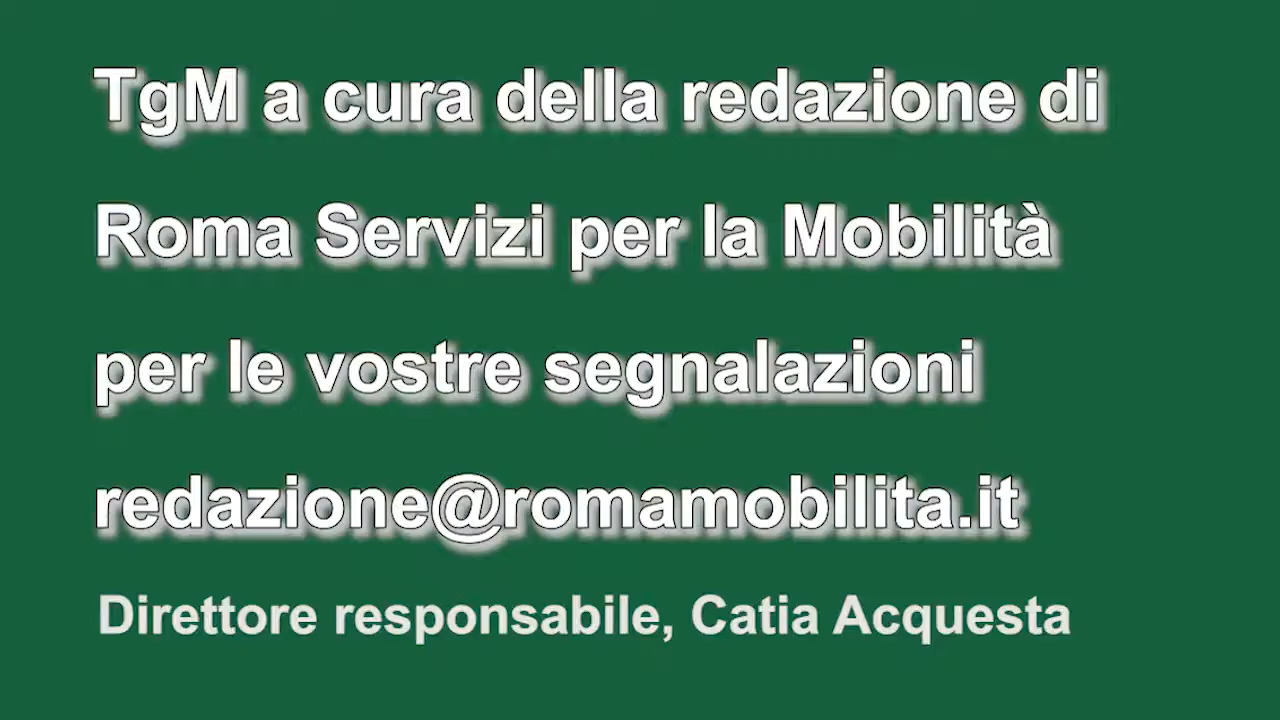 TgM a cura della redazione di
Roma Servizi per la Mobilità
per le vostre segnalazioni
redazione@romamobilita.it
Direttore responsabile, Catia Acquesta